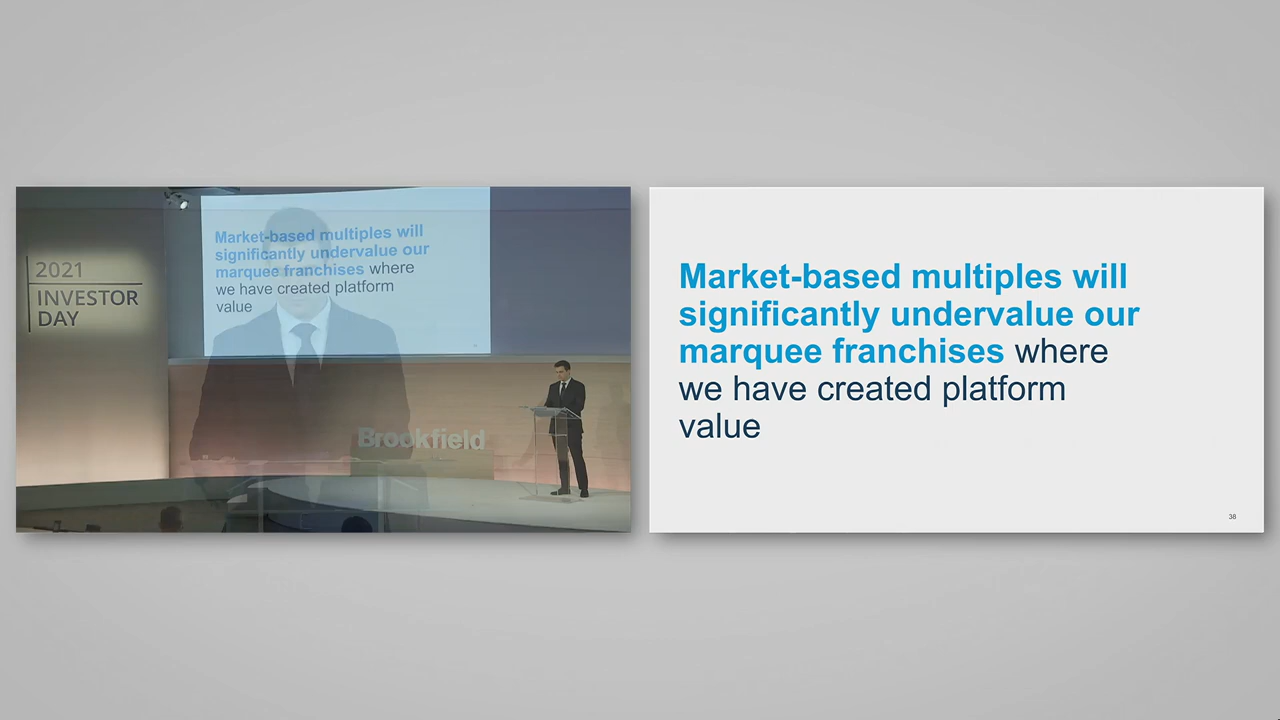 2021
INVESTOR
DAY
Market-based multiples will
significantly undervalue our
marquee franchises where
we have created platform
value
Brookfield
Market-based multiples will
significantly undervalue our
marquee franchises where
we have created platform
value
38